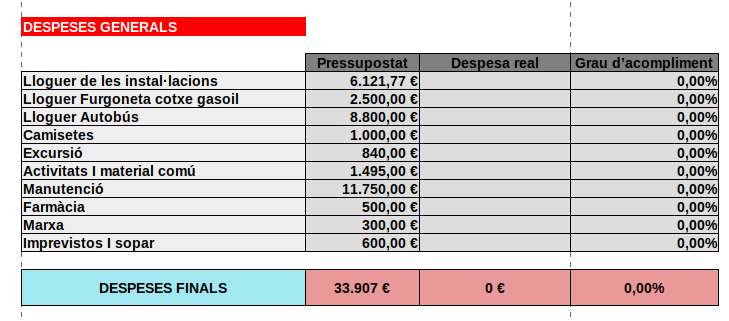 DESPESES GENERALS
Pressupostat Despesa real Grau d'acompliment
Lloguer de les instal·lacions 6.121,77 € 0,00%
Lloguer Furgoneta cotxe gasoil 2.500,00 € 0,00%
Lloguer Autobús 8.800,00 € 0,00%
Camisetes 1.000,00 € 0,00%
Excursió 840,00 € 0,00%
Activitats I material comú 1.495,00 € 0,00%
Manutenció 11.750,00 € 0,00%
Farmàcia 500,00 € 0,00%
Marxa 300,00 € 0,00%
Imprevistos I sopar 600,00 € 0,00%
DESPESES FINALS 33.907 € 0 € 0,00%